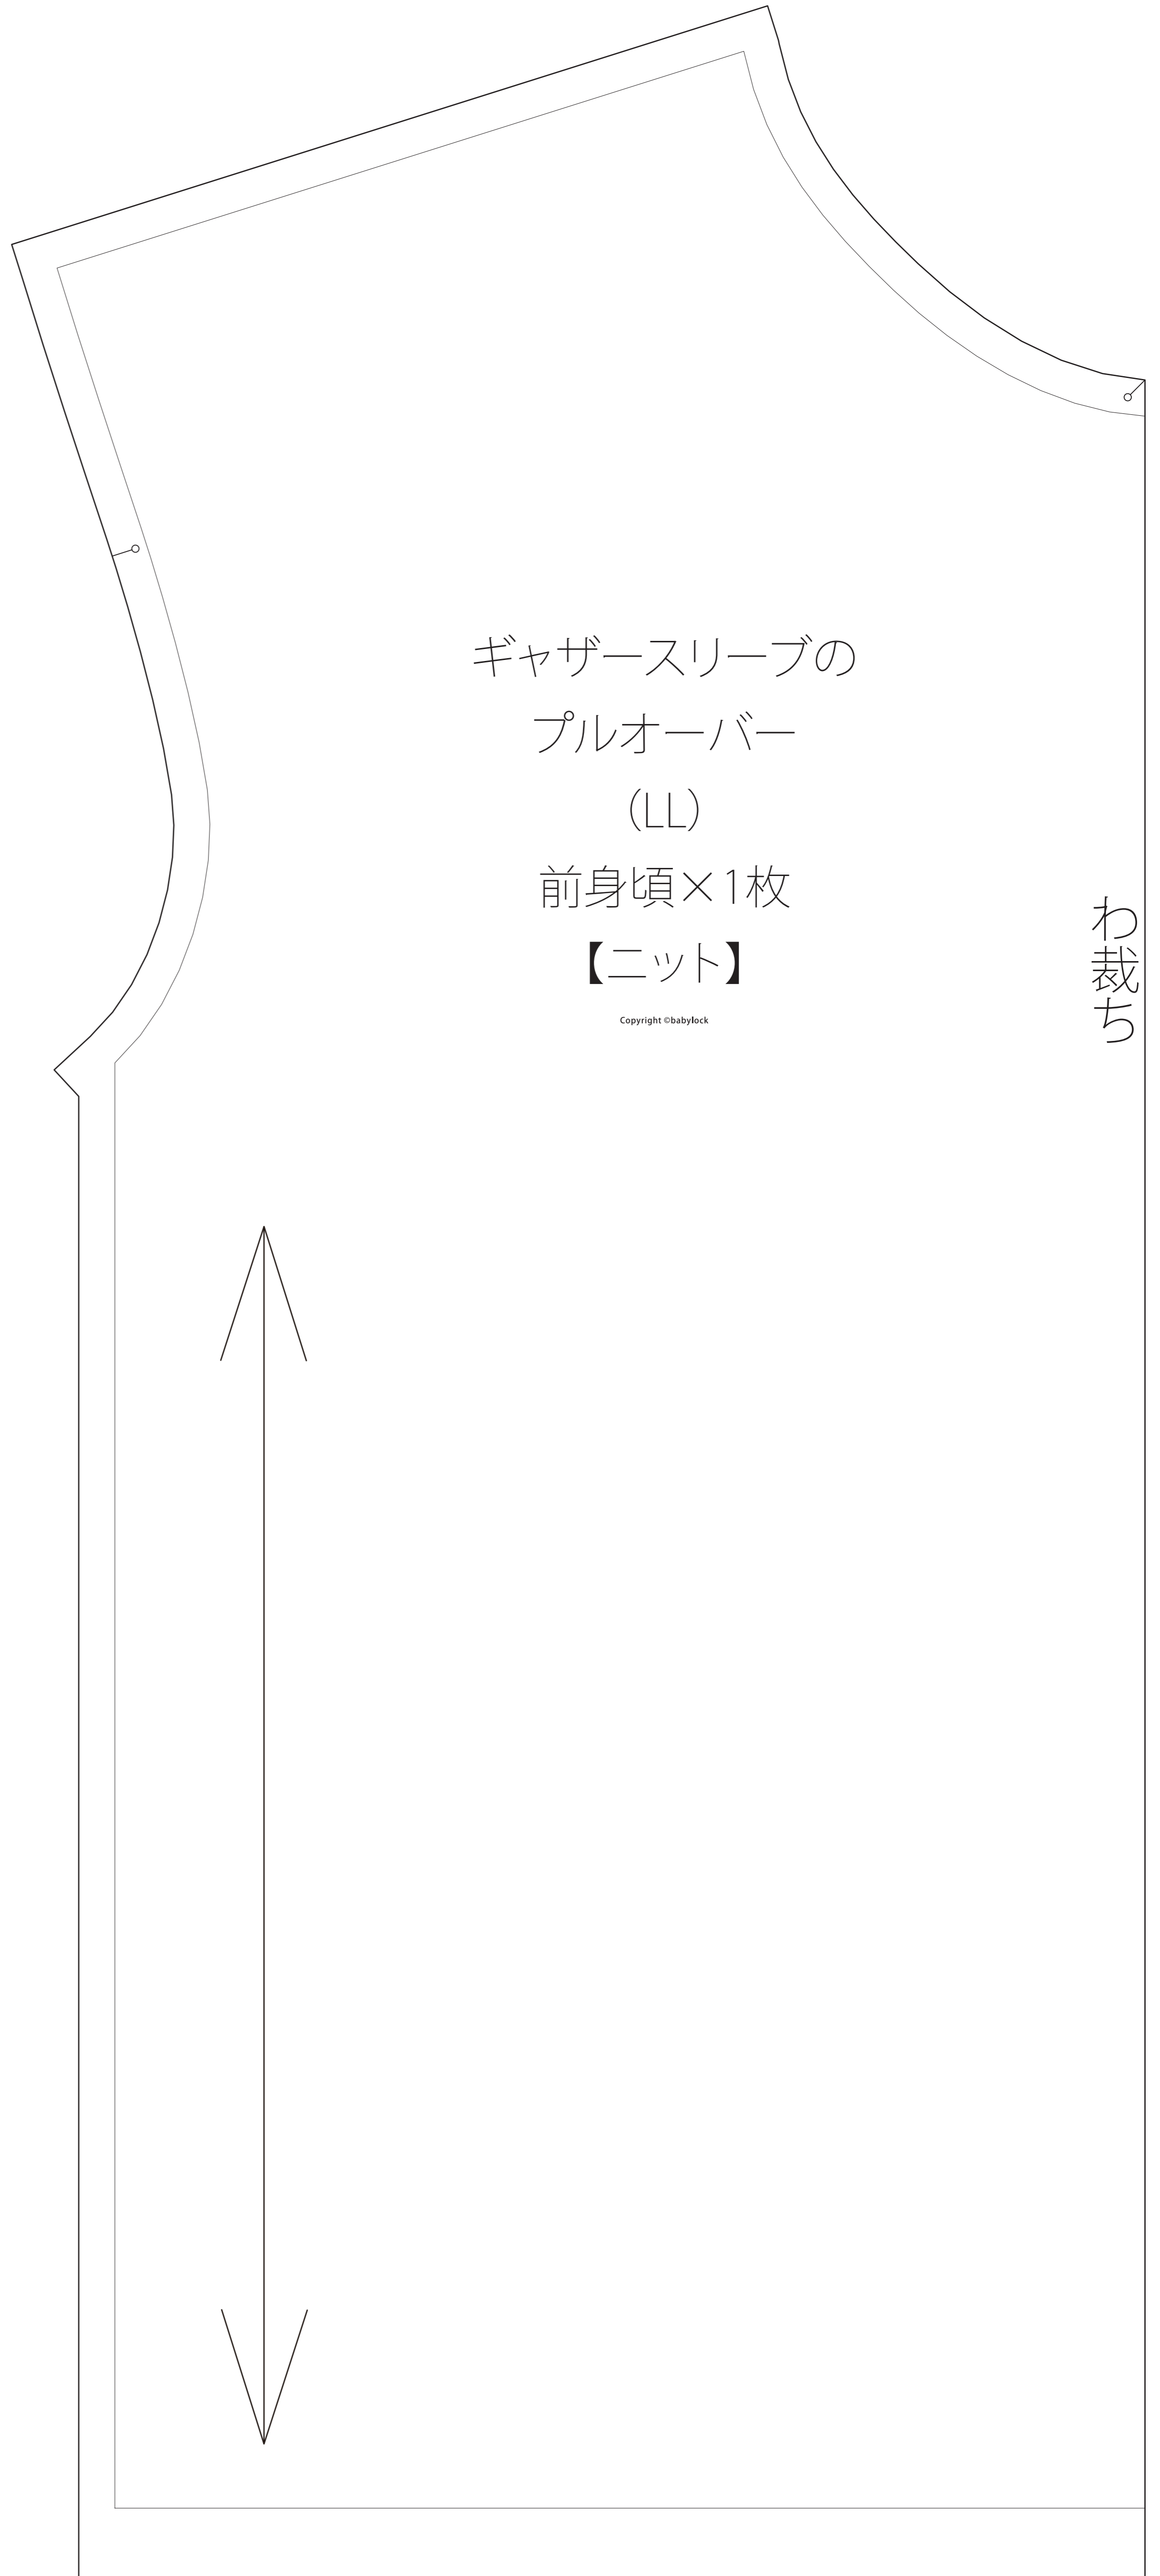 ギャザースリーブの
プルオーバー
（LL）
前身頃×1枚
【ニット】
Copyright ©babylock
わ裁ち